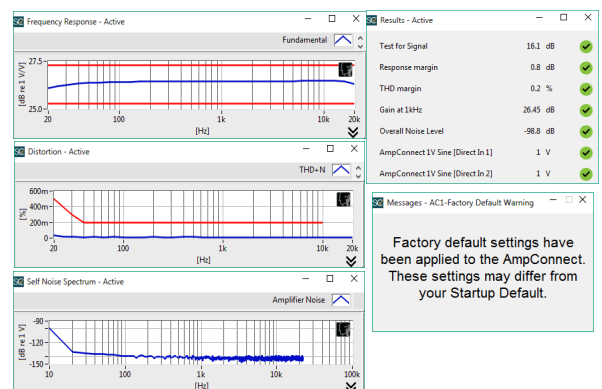 SC Frequency Response - Active
Fundamental
27.5
[dB re 1 V/V]
25.0
20 100 1k 10k 20k
[Hz]
SC Distortion - Active
THD+N
600m
400m
[%]
200m
0
20 100 1k 10k 20k
[Hz]
SC Self Noise Spectrum - Active
Amplifier Noise
-90
[dB re 1 V]
-120
-150
10 100 1k 10k 100k
[Hz]
SC Results - Active
Test for Signal 16.1 dB
Response margin 0.8 dB
THD margin 0.2 %
Gain at 1kHz 26.45 dB
Overall Noise Level -98.8 dB
AmpConnect 1V Sine [Direct In 1] 1 V
AmpConnect 1V Sine [Direct In 2] 1 V
SC Messages - AC1-Factory Default Warning
Factory default settings have
been applied to the AmpConnect.
These settings may differ from
your Startup Default.